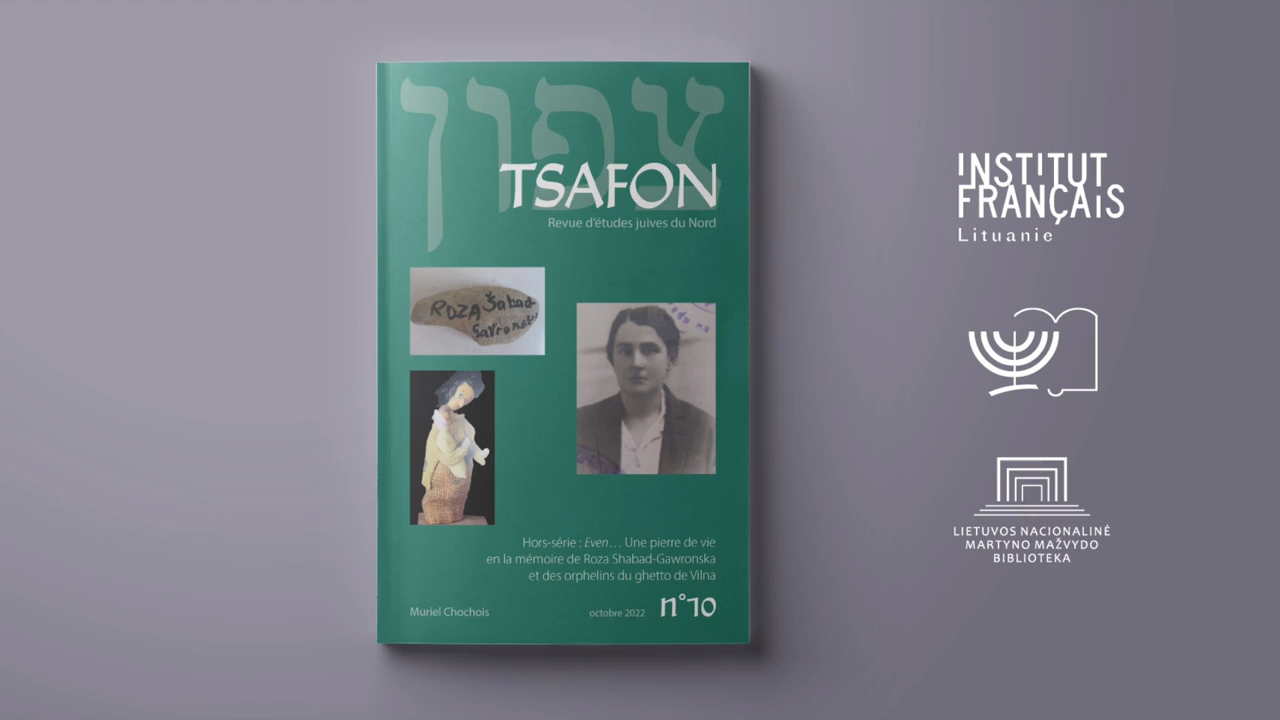 צפון
TSAFON
Revue d'études juives du Nord
ROZA Šabad
Hors-série : Even… Une pierre de vie
en la mémoire de Roza Shabad-Gawronska
et des orphelins du ghetto de Vilna
Muriel Chochois
octobre 2022
n°10
INSTITUT
FRANÇAIS
Lituanie
LIETUVOS NACIONALINĖ
MARTYNO MAŽVYDO
BIBLIOTEKA